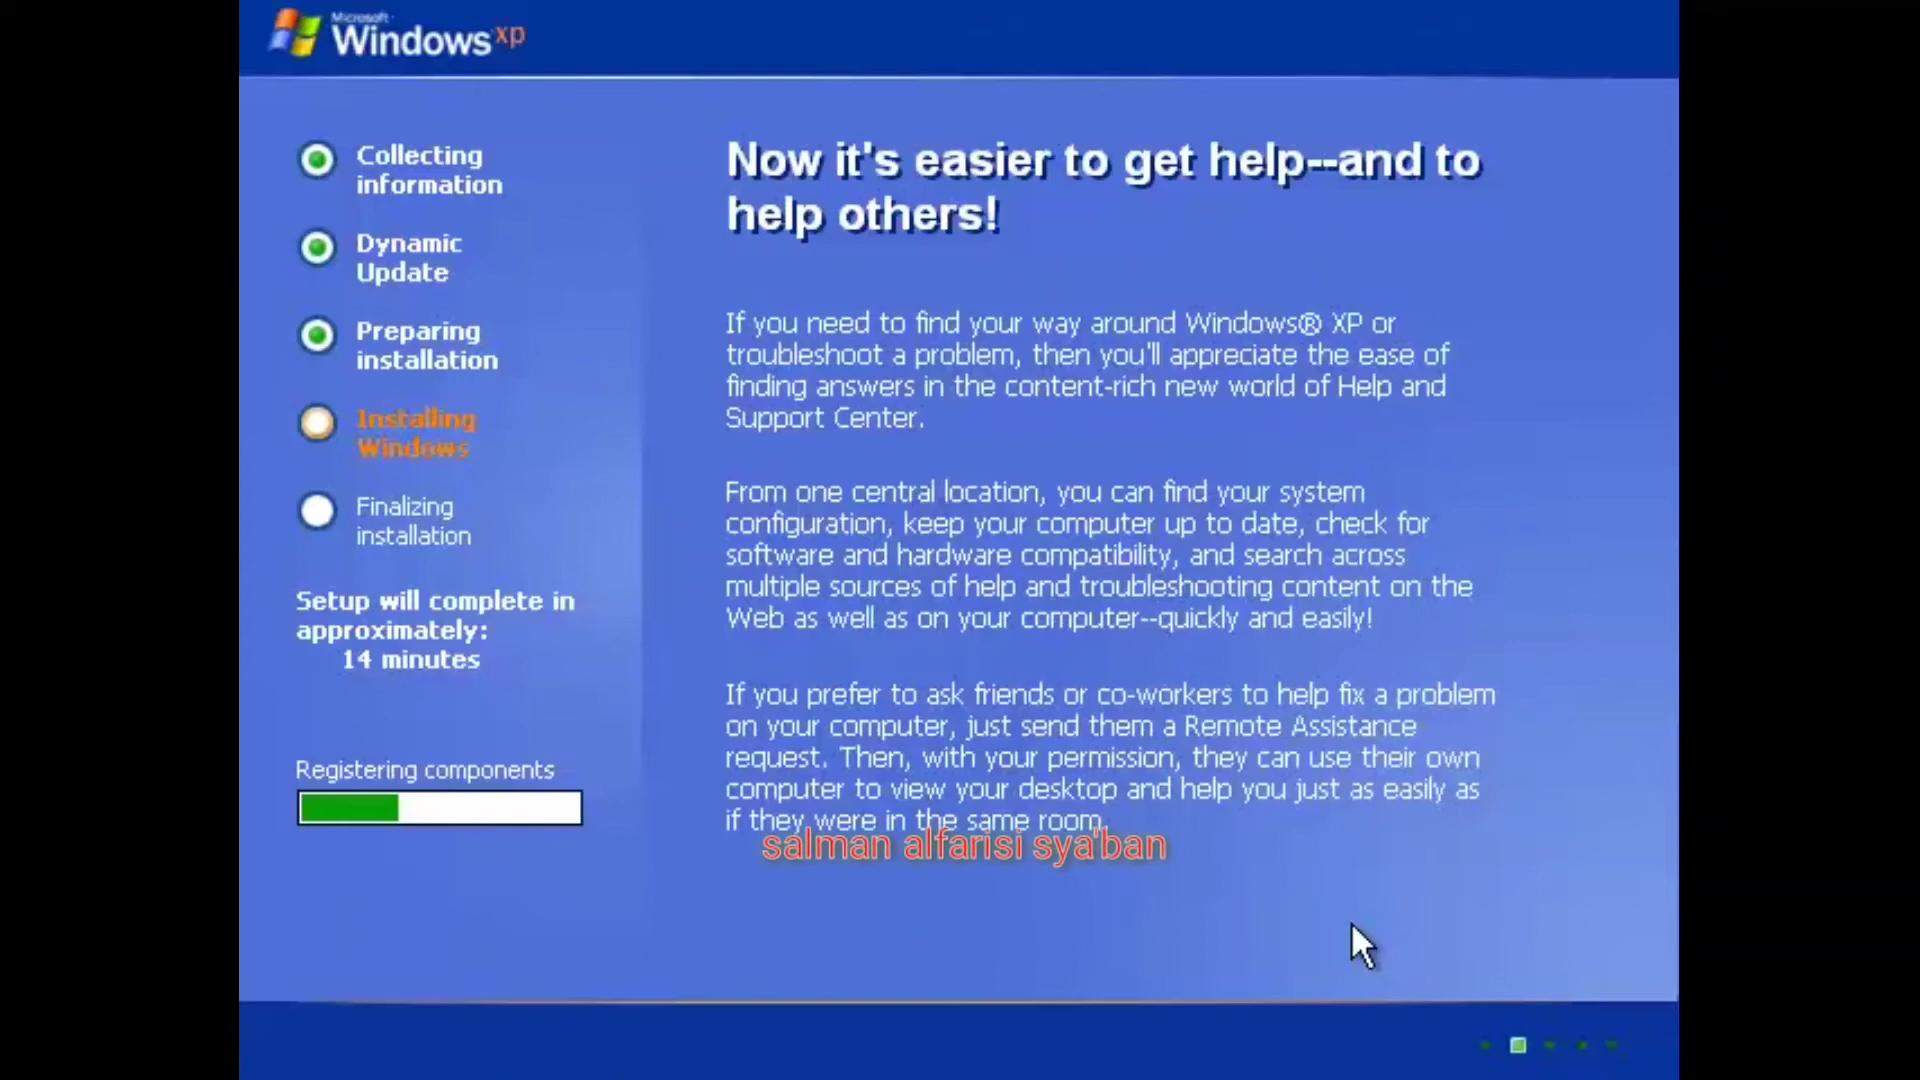 Microsoft
Windows xp
Collecting
information
Dynamic
Update
Preparing
installation
Installing
Windows
Finalizing
installation
Setup will complete in
approximately:
14 minutes
Registering components
Now it's easier to get help--and to
help others!
If you need to find your way around Windows® XP or
troubleshoot a problem, then you'll appreciate the ease of
finding answers in the content-rich new world of Help and
Support Center.
From one central location, you can find your system
configuration, keep your computer up to date, check for
software and hardware compatibility, and search across
multiple sources of help and troubleshooting content on the
Web as well as on your computer--quickly and easily!
If you prefer to ask friends or co-workers to help fix a problem
on your computer, just send them a Remote Assistance
request. Then, with your permission, they can use their own
computer to view your desktop and help you just as easily as
if they were in the same room.
salman alfarisi sya'ban